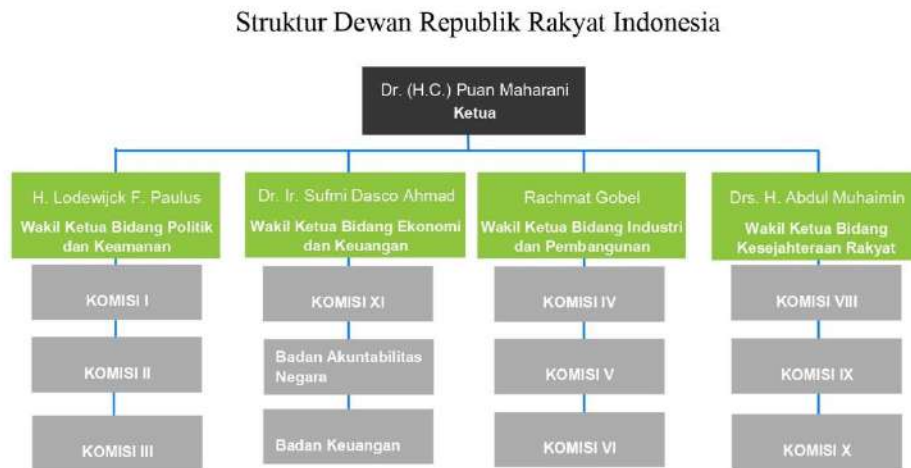 Struktur Dewan Republik Rakyat Indonesia
Dr. (H.C.) Puan Maharani
Ketua
H. Lodewijck F. Paulus
Wakil Ketua Bidang Politik
dan Keamanan
KOMISI I
KOMISI II
KOMISI III
Dr. Ir. Sufmi Dasco Ahmad
Wakil Ketua Bidang Ekonomi
dan Keuangan
KOMISI XI
Badan Akuntabilitas
Negara
Badan Keuangan
Rachmat Gobel
Wakil Ketua Bidang Industri
dan Pembangunan
KOMISI IV
KOMISI V
KOMISI VI
Drs. H. Abdul Muhaimin
Wakil Ketua Bidang
Kesejahteraan Rakyat
KOMISI VIII
KOMISI IX
KOMISI X